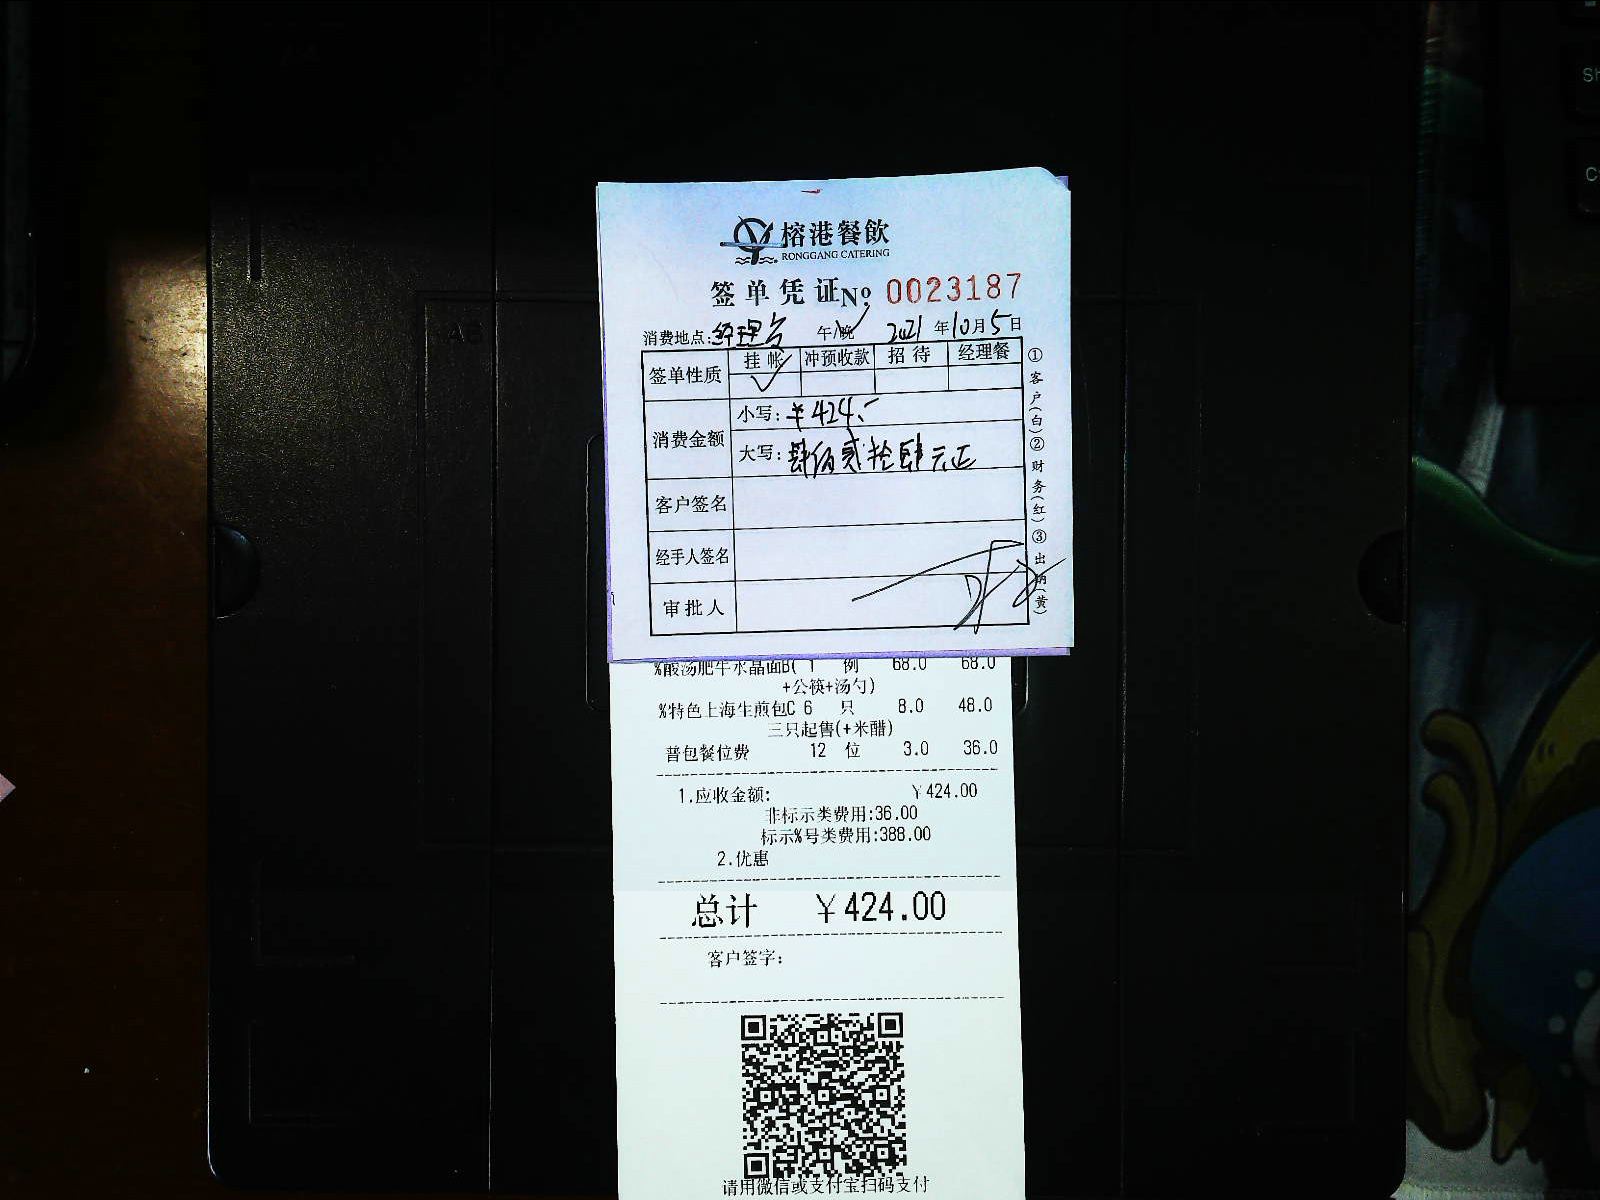 榕港餐飲
RONGGANG CATERING
签单凭证 No 0023187
消费地点: 经理台 午/晚 2021年10月5日
签单性质 挂帐 冲预收款 招待 经理餐
消费金额 小写: ¥424.-
大写: 肆佰贰拾肆元正
客户签名
经手人签名
审批人
①客户(白)②财务(红)③出纳(黄)
%酸汤肥牛水晶面B( 1 例 68.0 68.0
+公筷+汤勺)
%特色上海生煎包C 6 只 8.0 48.0
三只起售(+米醋)
普包餐位费 12 位 3.0 36.0
1.应收金额: ¥424.00
非标示类费用:36.00
标示%号类费用:388.00
2.优惠
总计 ¥424.00
客户签字:
请用微信或支付宝扫码支付